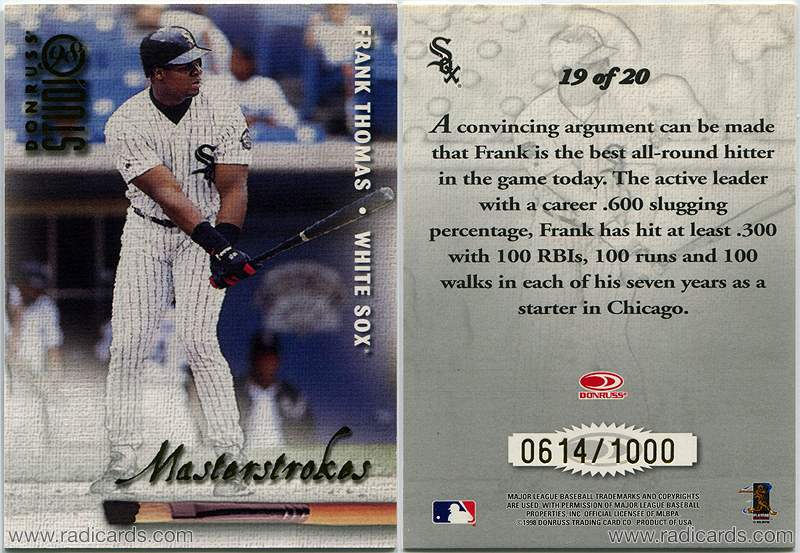 DONRUSS
STUDIO 98
FRANK THOMAS • WHITE SOX
Sox
Masterstrokes
www.radicards.com
Sox
19 of 20
A convincing argument can be made
that Frank is the best all-round hitter
in the game today. The active leader
with a career .600 slugging
percentage, Frank has hit at least .300
with 100 RBIs, 100 runs and 100
walks in each of his seven years as a
starter in Chicago.
DONRUSS®
0614/1000
MAJOR LEAGUE BASEBALL TRADEMARKS AND COPYRIGHTS
ARE USED WITH PERMISSION OF MAJOR LEAGUE BASEBALL
PROPERTIES, INC. OFFICIAL LICENSEE OF MLBPA
©1998 DONRUSS TRADING CARD CO. PRODUCT OF USA
www.radicards.com